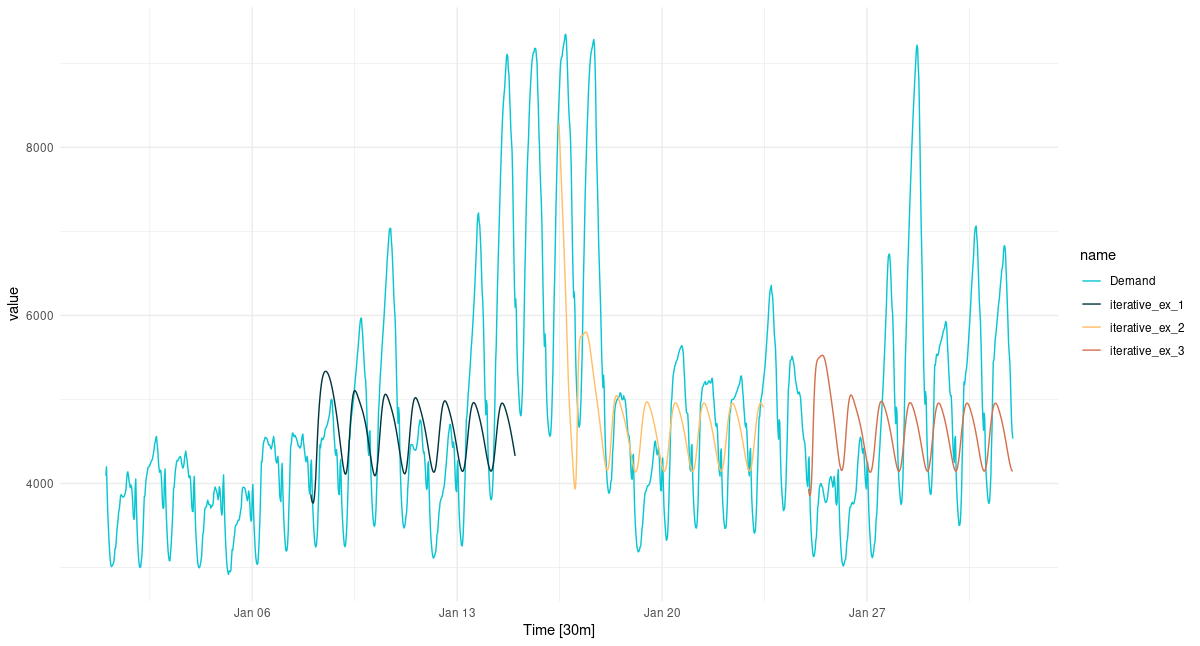 value
8000
6000
4000
Jan 06
Jan 13
Jan 20
Jan 27
Time [30m]
name
Demand
iterative_ex_1
iterative_ex_2
iterative_ex_3